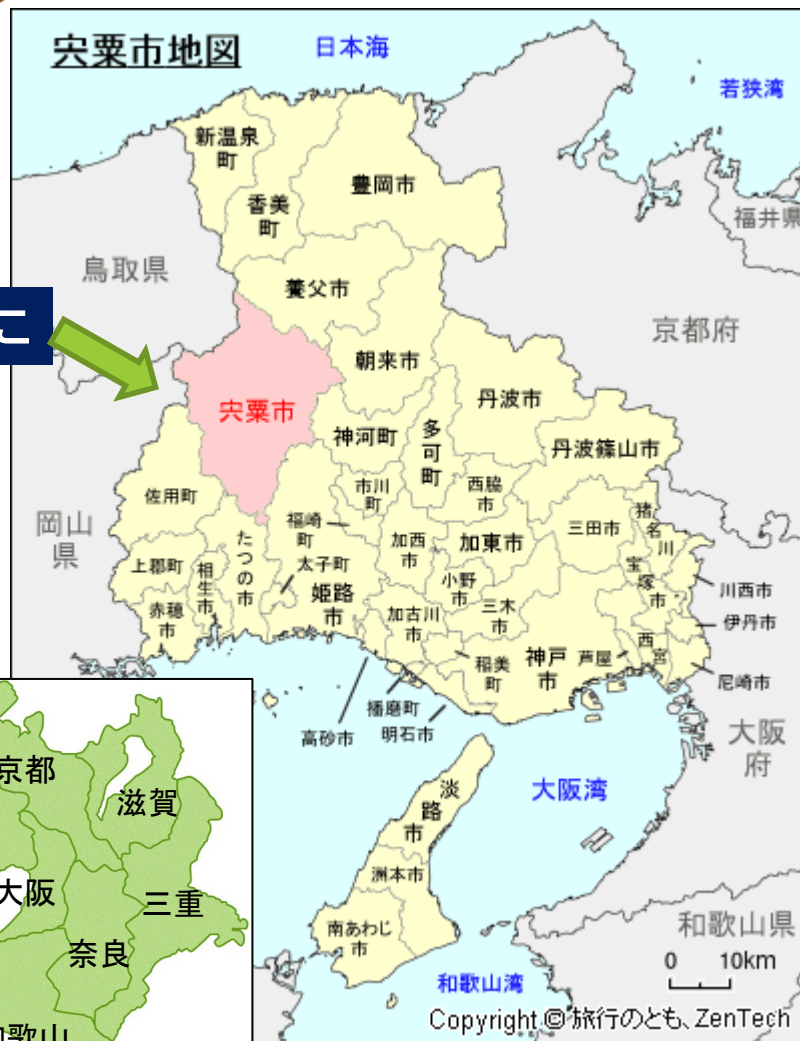 宍粟市地図
日本海
若狭湾
新温泉
町
豊岡市
香美
町
福井県
鳥取県
養父市
こ
京都府
朝来市
宍粟市
丹波市
神河町
多
可
町
丹波篠山市
市川
町
西脇
市
佐用町
猪
名
川
岡山
県
福崎
町
たつの市
加西
市
加東市
三田市
上郡町
相
生
市
太子町
宝
塚
市
小野
市
川西市
赤穂
市
姫路
市
加古川
市
三木
市
伊丹市
西
宮
稲美
町
神戸
市
芦屋
尼崎市
播磨町
高砂市
明石市
大阪
府
京都
滋賀
淡
路
市
大阪湾
大阪
三重
洲本市
奈良
南あわじ
市
和歌山県
0 10km
和歌山湾
Copyright © 旅行のとも、ZenTech
歌山